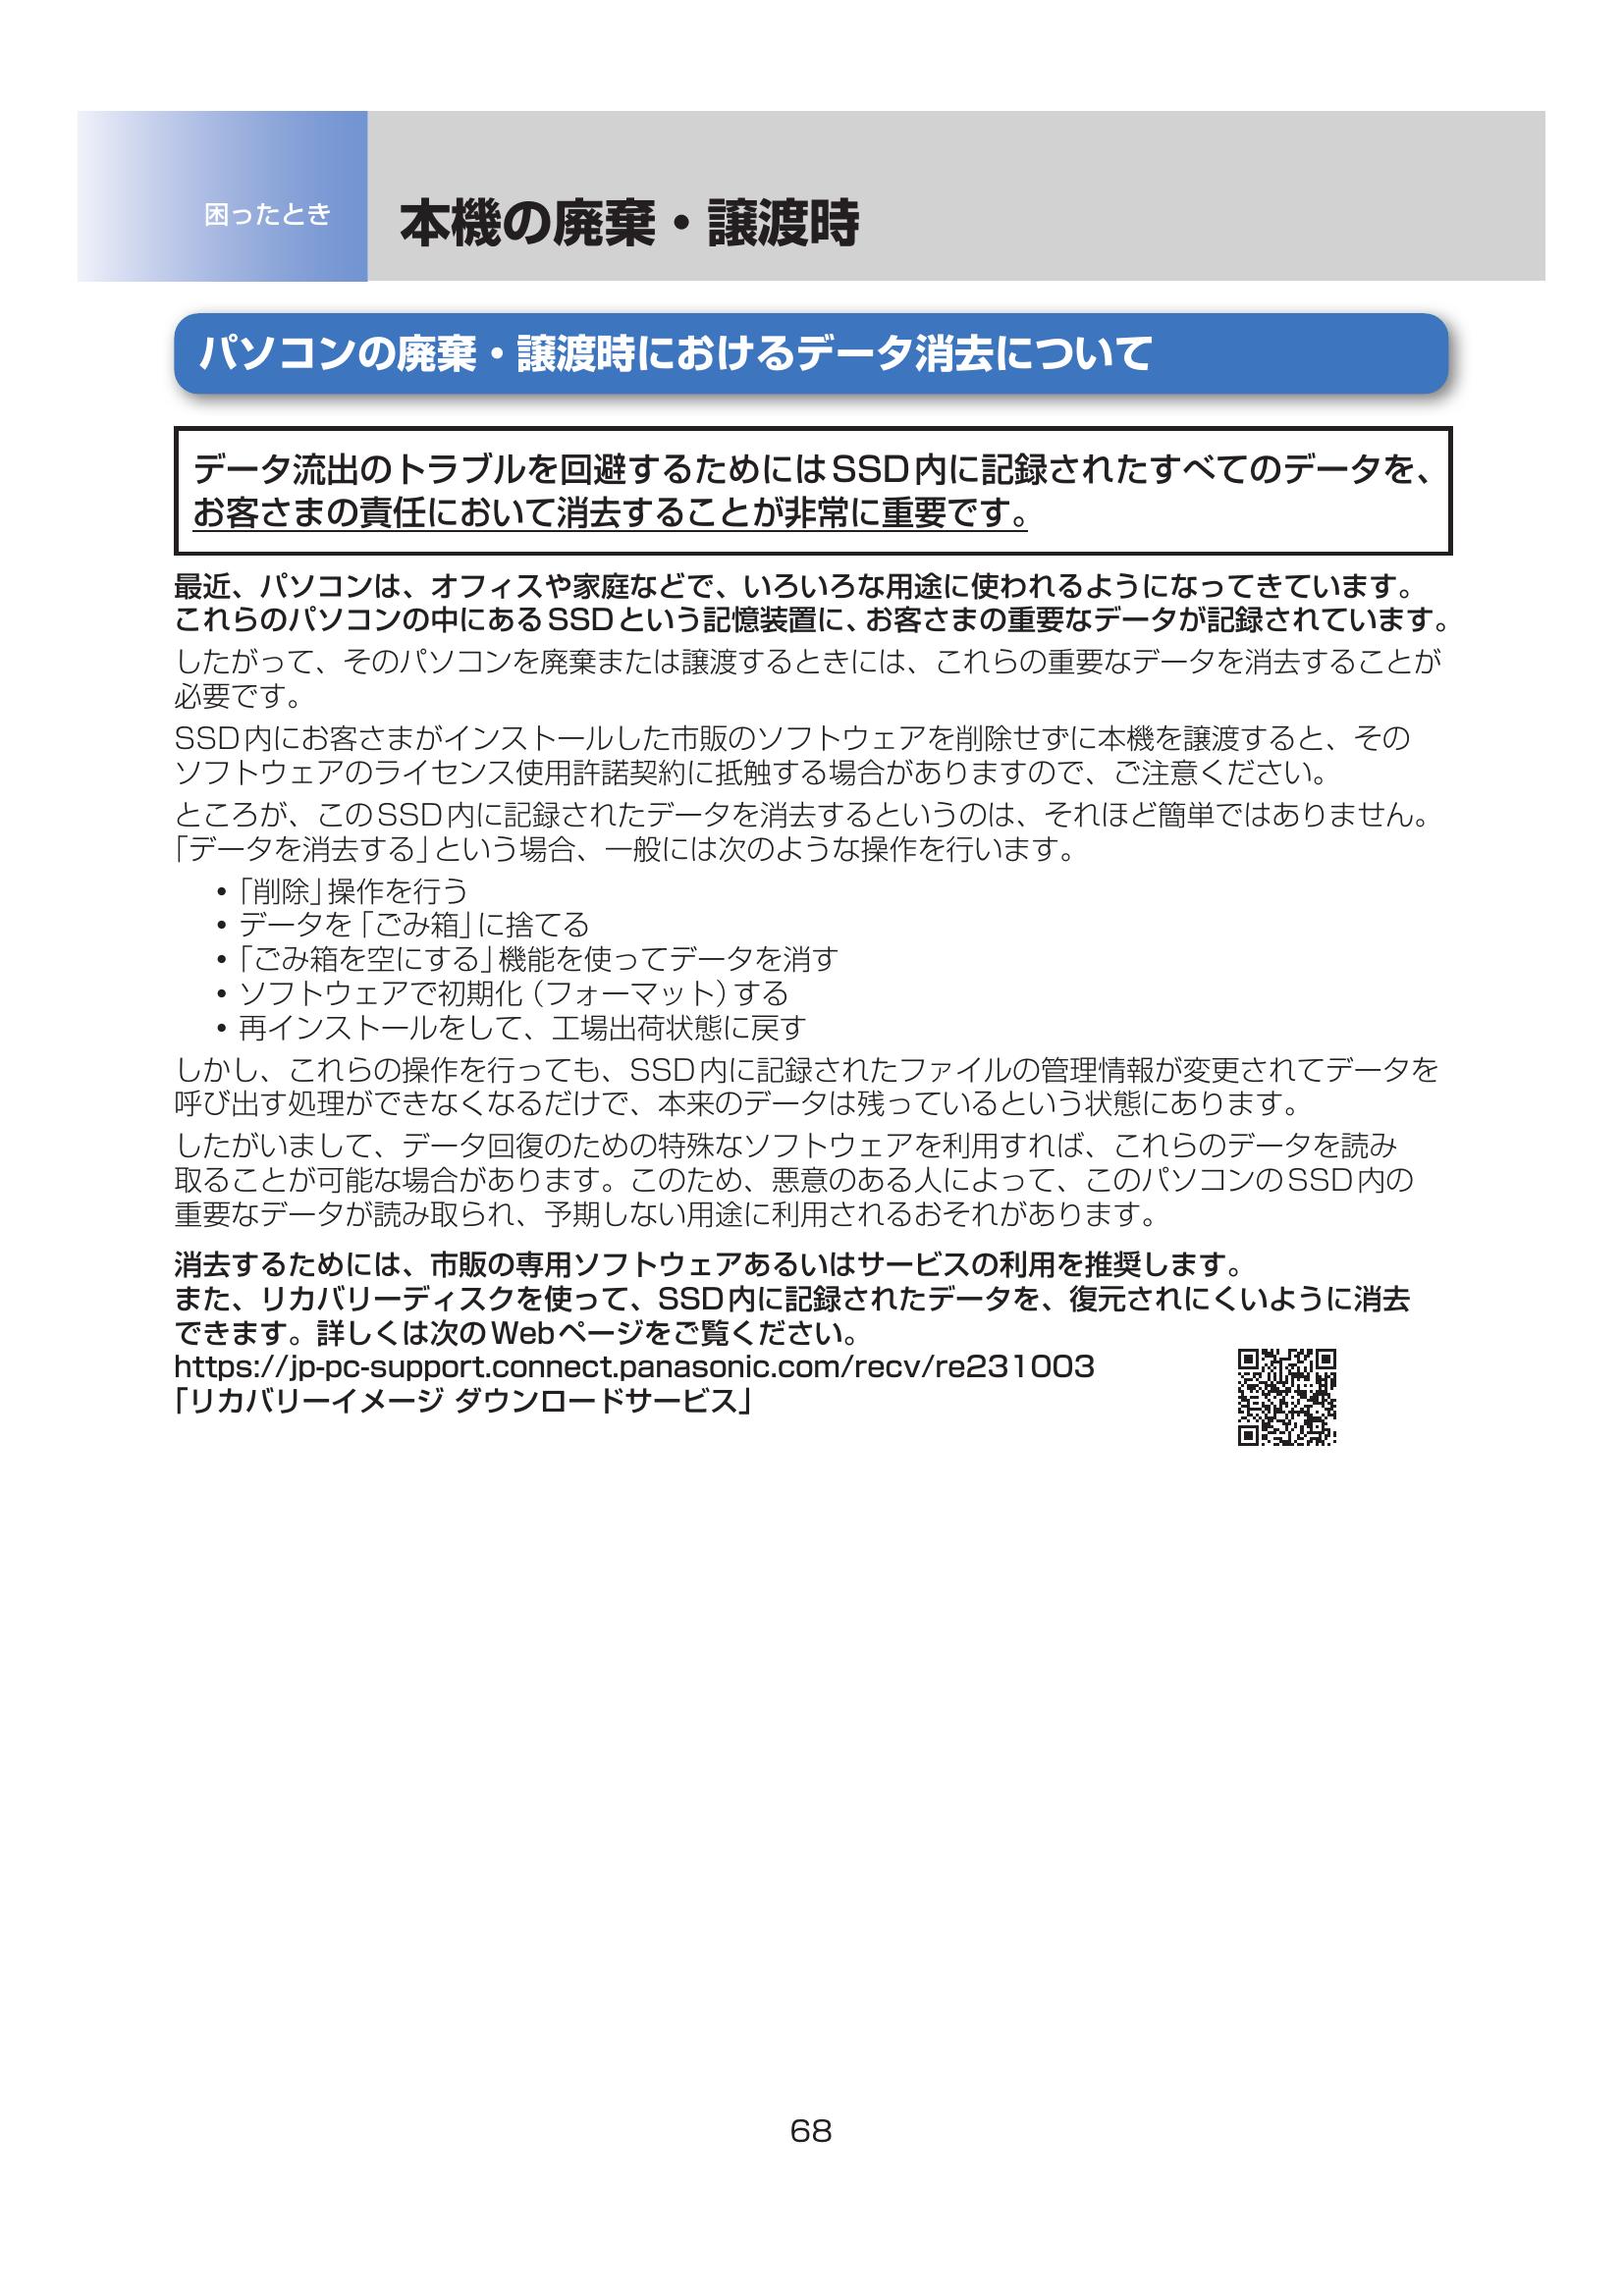 困ったとき
本機の廃棄・譲渡時
パソコンの廃棄・譲渡時におけるデータ消去について
データ流出のトラブルを回避するためにはSSD内に記録されたすべてのデータを、
お客さまの責任において消去することが非常に重要です。
最近、パソコンは、オフィスや家庭などで、いろいろな用途に使われるようになってきています。
これらのパソコンの中にあるSSDという記憶装置に、お客さまの重要なデータが記録されています。
したがって、そのパソコンを廃棄または譲渡するときには、これらの重要なデータを消去することが
必要です。
SSD内にお客さまがインストールした市販のソフトウェアを削除せずに本機を譲渡すると、その
ソフトウェアのライセンス使用許諾契約に抵触する場合がありますので、ご注意ください。
ところが、このSSD内に記録されたデータを消去するというのは、それほど簡単ではありません。
「データを消去する」という場合、一般には次のような操作を行います。
• 「削除」操作を行う
• データを「ごみ箱」に捨てる
• 「ごみ箱を空にする」機能を使ってデータを消す
• ソフトウェアで初期化（フォーマット）する
• 再インストールをして、工場出荷状態に戻す
しかし、これらの操作を行っても、SSD内に記録されたファイルの管理情報が変更されてデータを
呼び出す処理ができなくなるだけで、本来のデータは残っているという状態にあります。
したがいまして、データ回復のための特殊なソフトウェアを利用すれば、これらのデータを読み
取ることが可能な場合があります。このため、悪意のある人によって、このパソコンのSSD内の
重要なデータが読み取られ、予期しない用途に利用されるおそれがあります。
消去するためには、市販の専用ソフトウェアあるいはサービスの利用を推奨します。
また、リカバリーディスクを使って、SSD内に記録されたデータを、復元されにくいように消去
できます。詳しくは次のWebページをご覧ください。
https://jp-pc-support.connect.panasonic.com/recv/re231003
「リカバリーイメージ ダウンロードサービス」
68